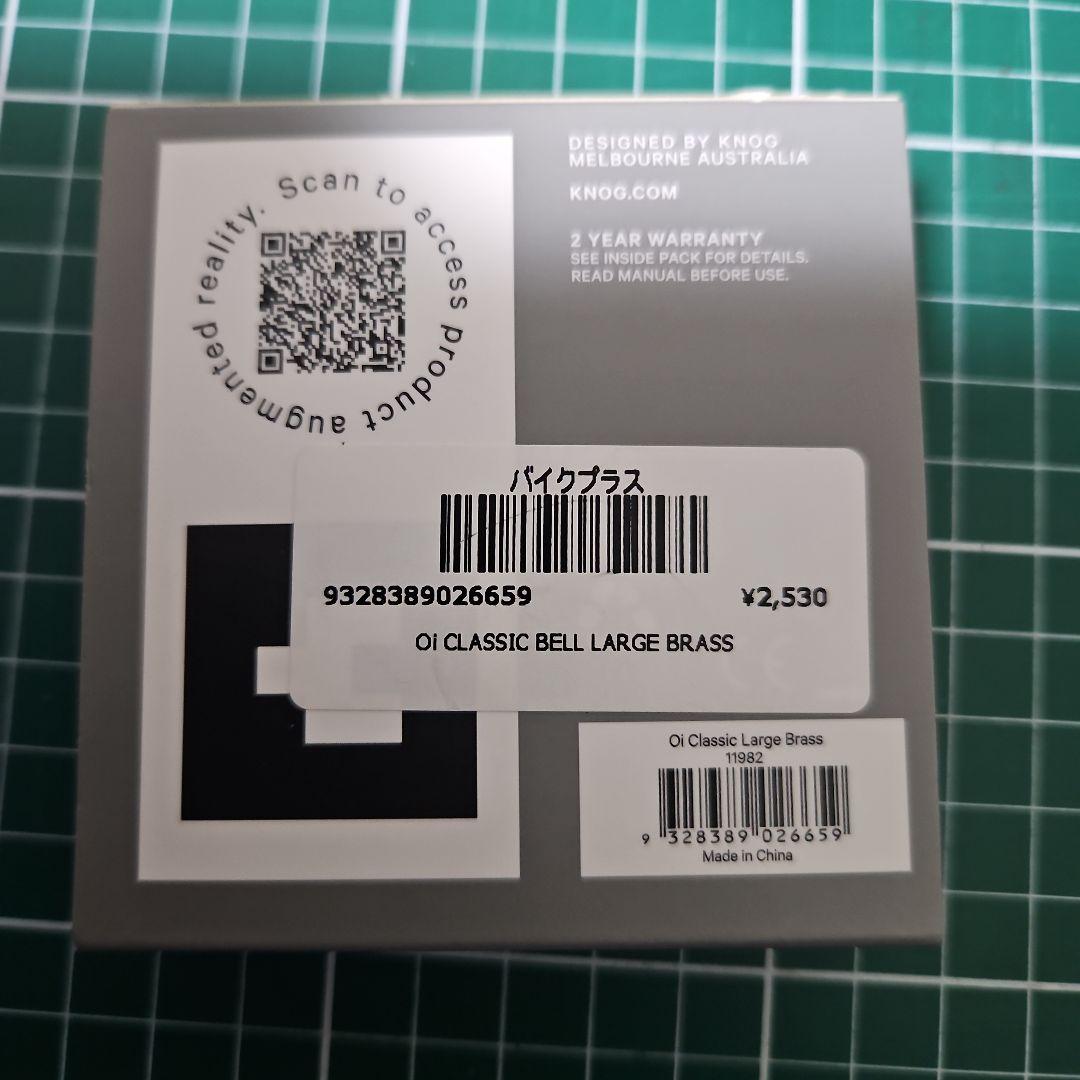 Scan to access product augmented reality.
DESIGNED BY KNOG
MELBOURNE AUSTRALIA
KNOG.COM
2 YEAR WARRANTY
SEE INSIDE PACK FOR DETAILS.
READ MANUAL BEFORE USE.
バイクプラス
9328389026659
¥2,530
Oi CLASSIC BELL LARGE BRASS
Oi Classic Large Brass
11982
9 328389 026659
Made in China